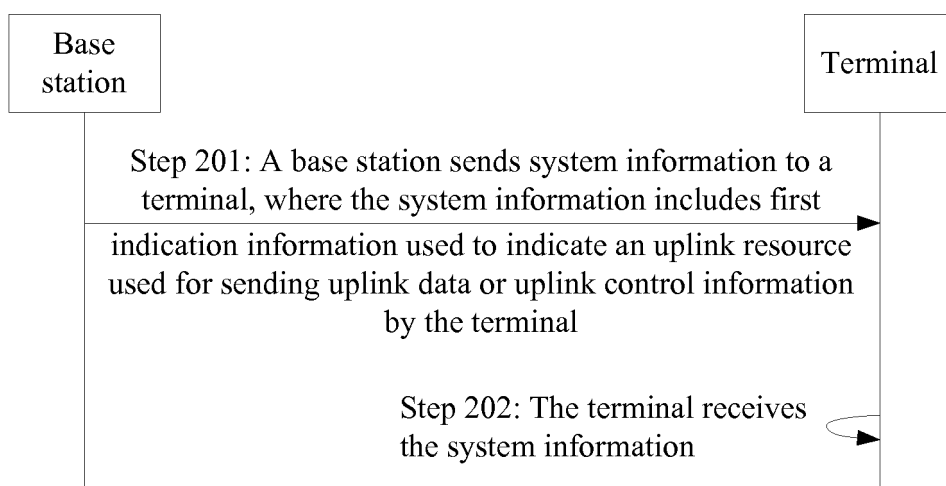 Base
station
Terminal
Step 201: A base station sends system information to a
terminal, where the system information includes first
indication information used to indicate an uplink resource
used for sending uplink data or uplink control information
by the terminal
Step 202: The terminal receives
the system information